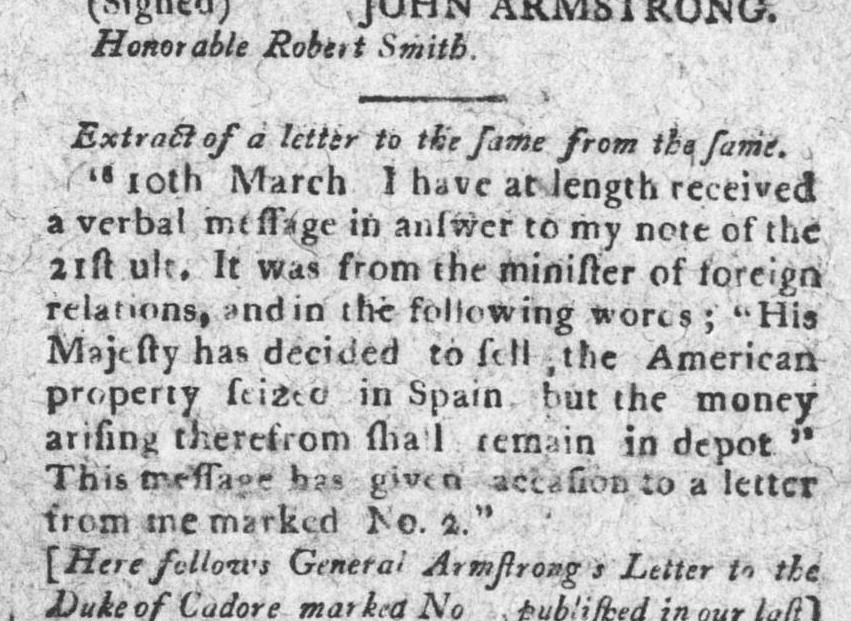 (Signed) JOHN ARMSTRONG.
Honorable Robert Smith.
Extract of a letter to the ſame from the ſame.
"10th March I have at length received
a verbal meſſage in anſwer to my note of the
21ſt ult. It was from the miniſter of foreign
relations, and in the following words; "His
Majeſty has decided to ſell, the American
property ſeized in Spain but the money
ariſing therefrom ſhall remain in depot"
This meſſage has given accaſion to a letter
from me marked No. 2."
[Here follows General Armſtrong's Letter to the
Duke of Cadore marked No publiſhed in our laſt]